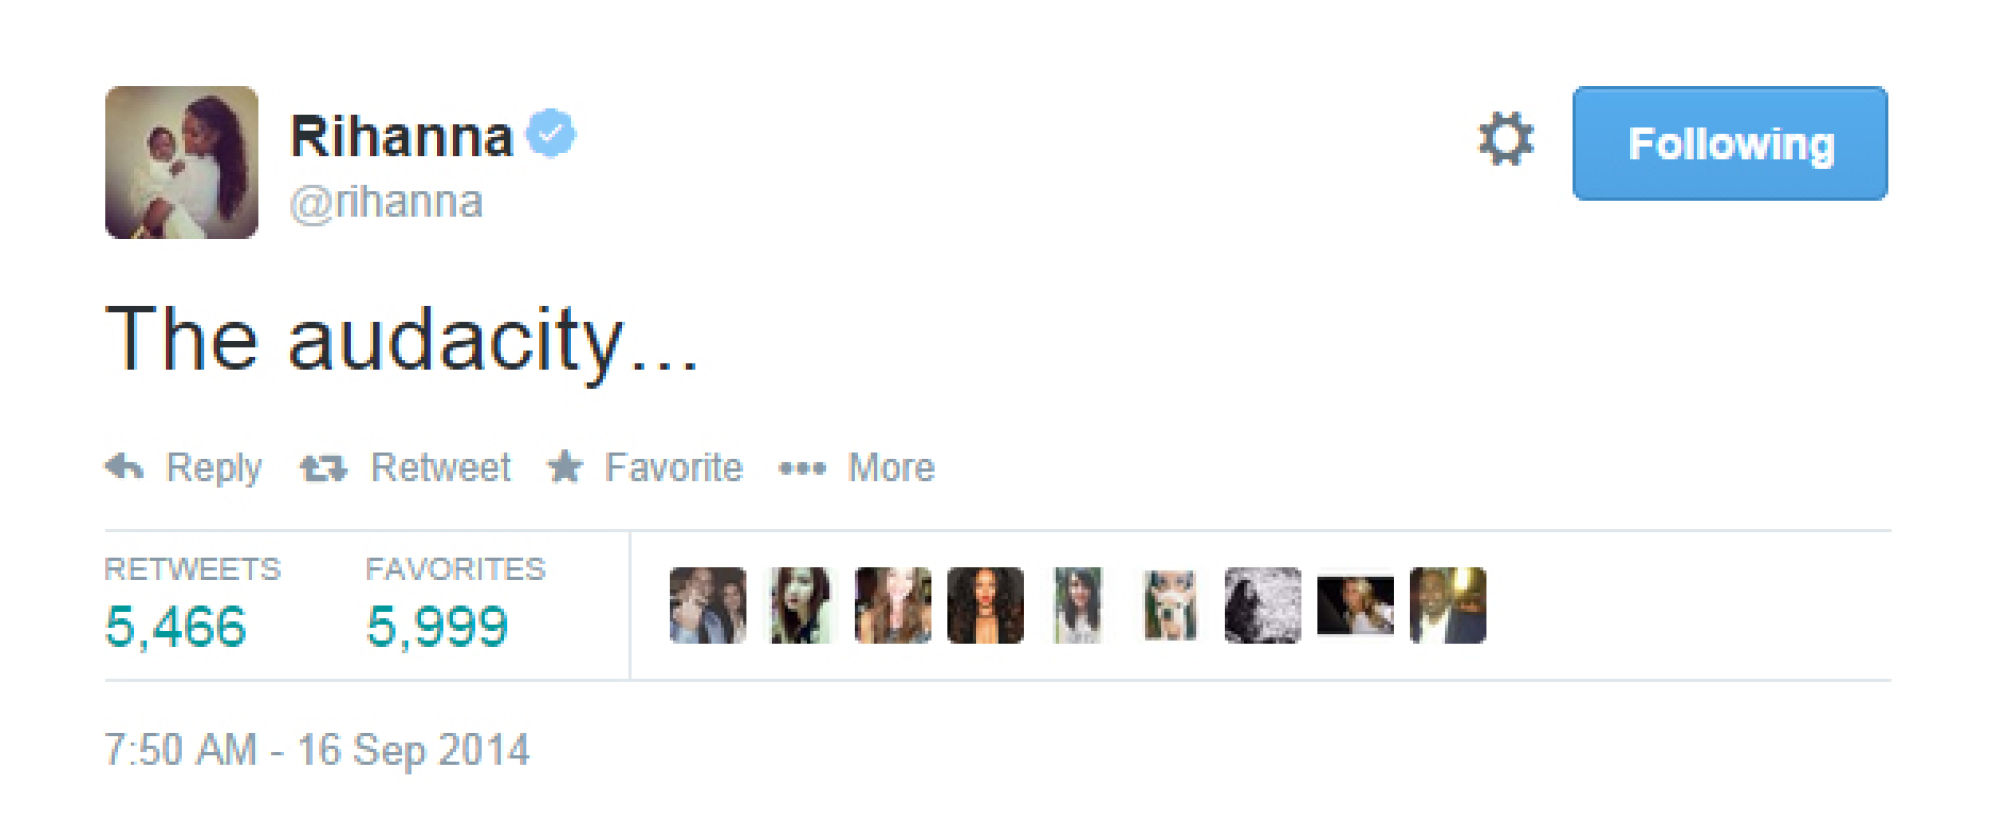 Rihanna
@rihanna
Following
The audacity...
Reply Retweet Favorite More
RETWEETS FAVORITES
5,466 5,999
7:50 AM - 16 Sep 2014